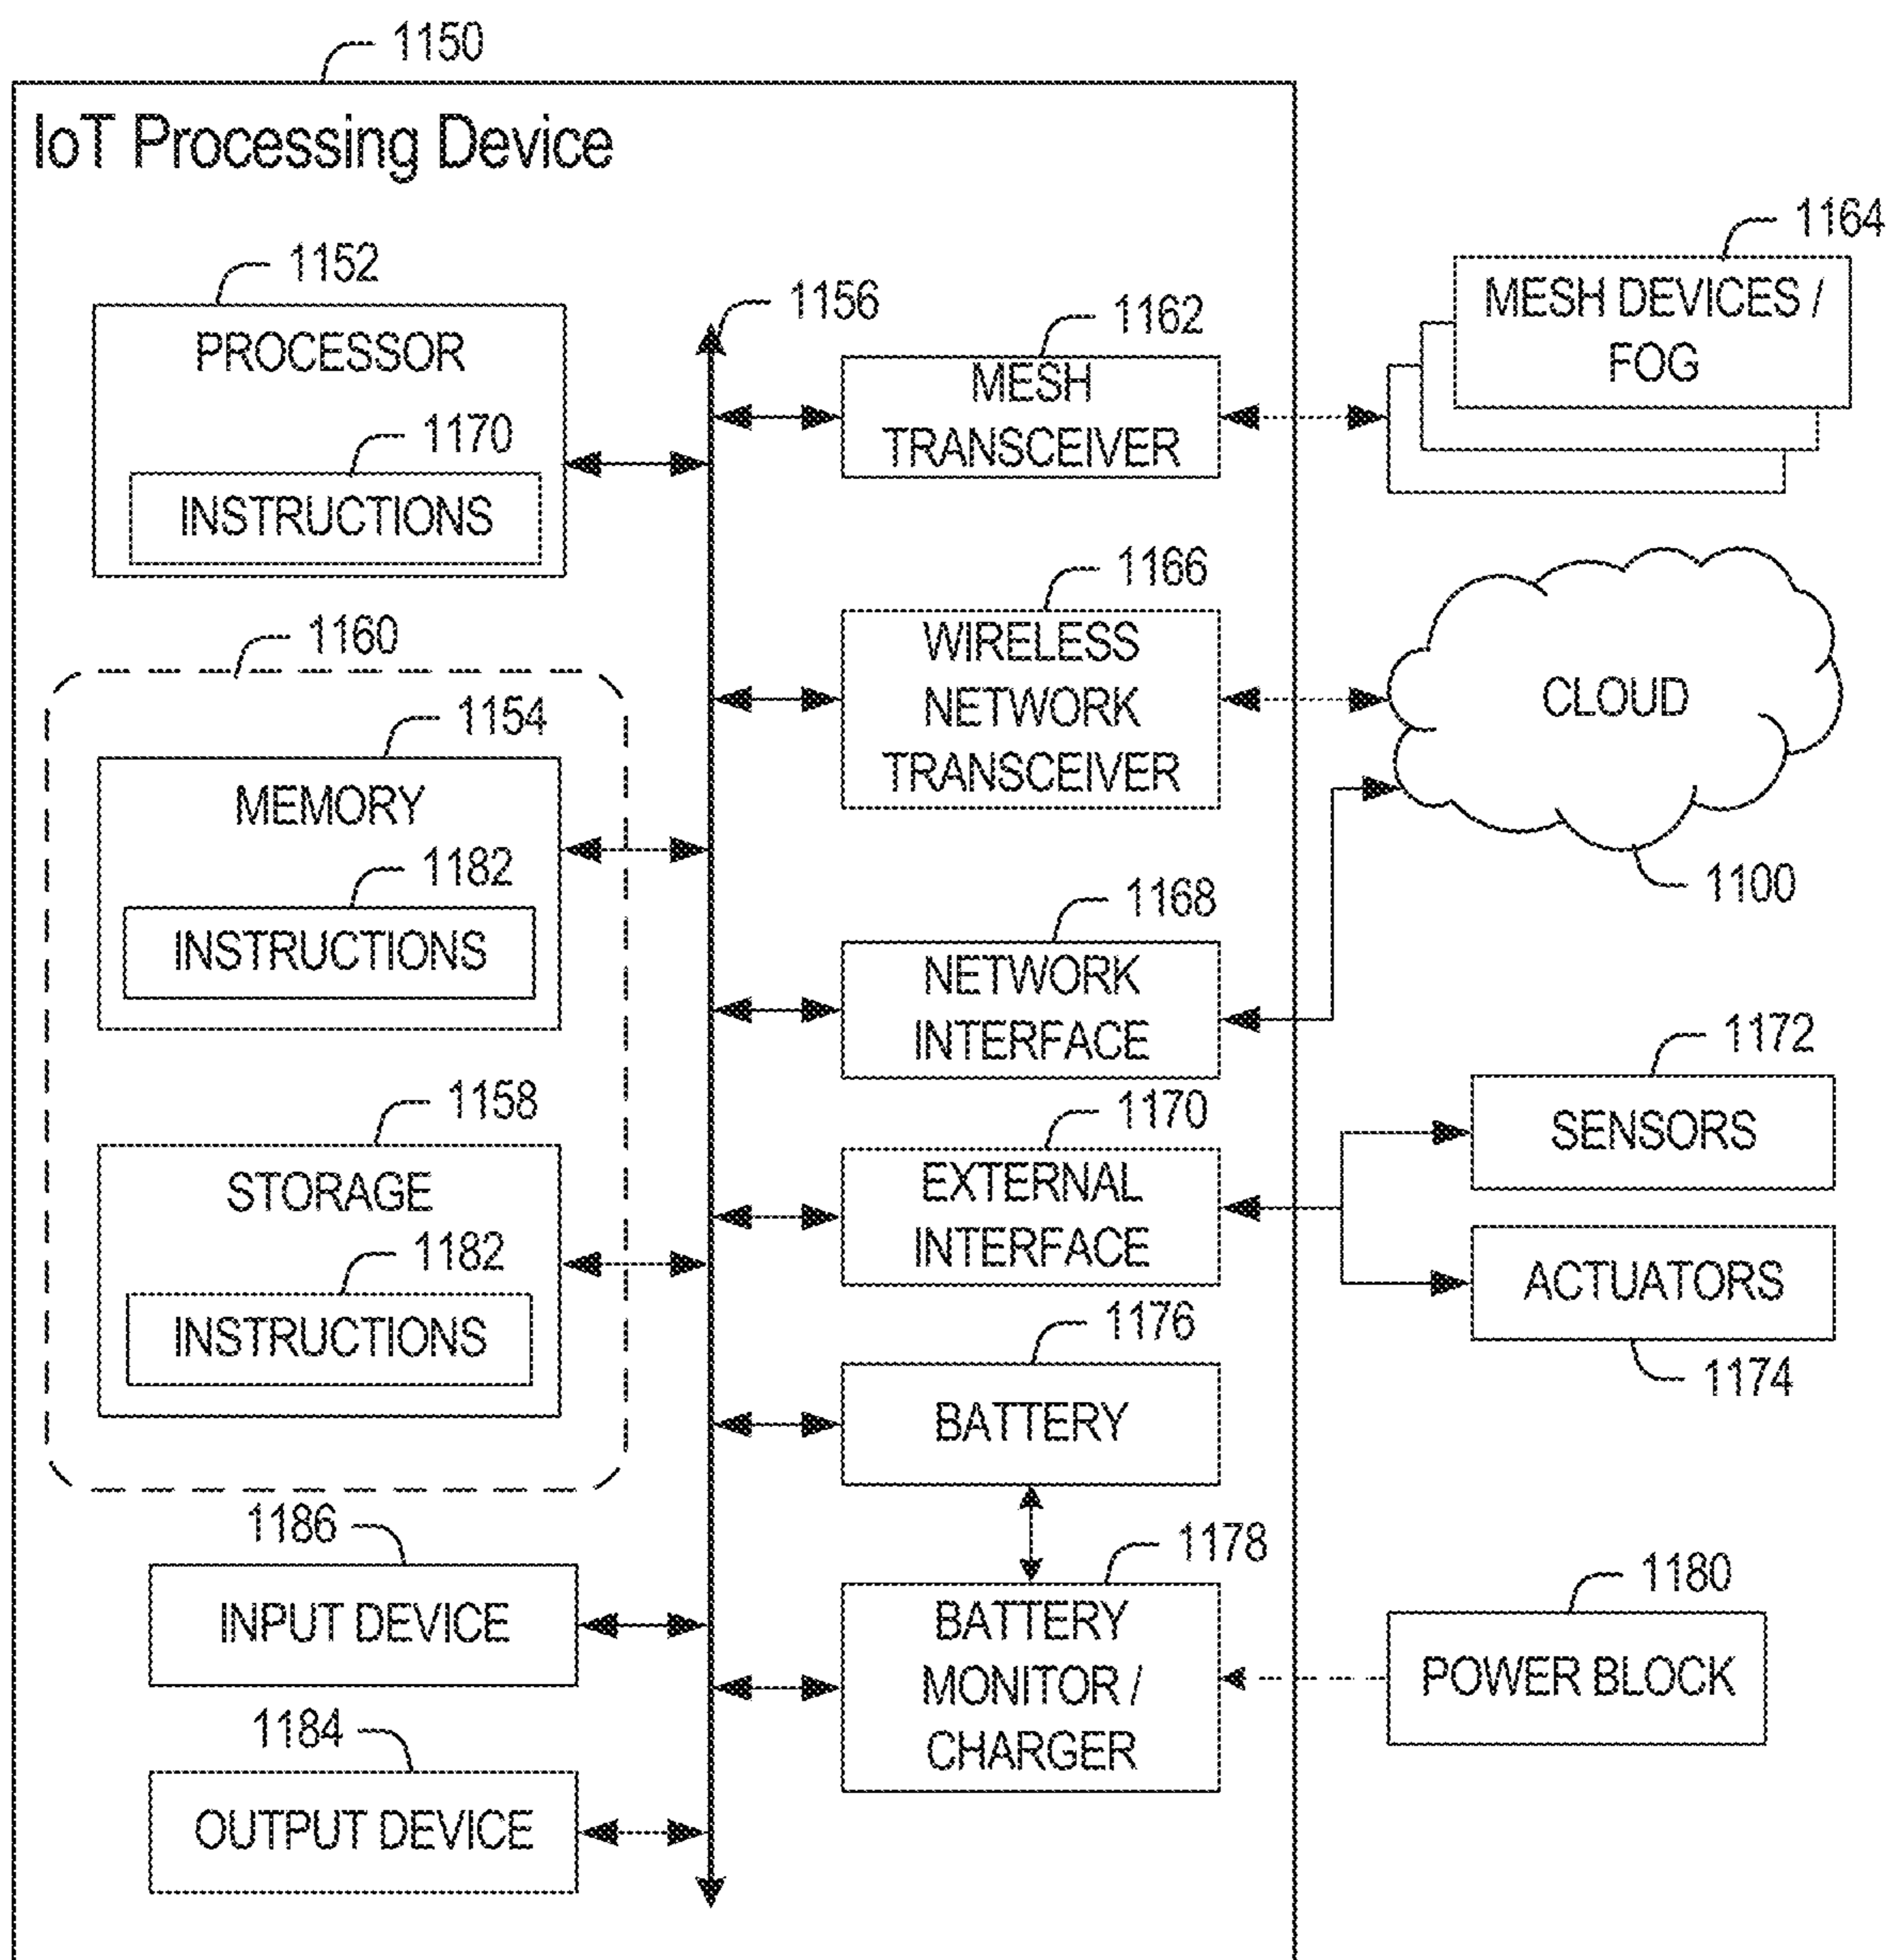 1150
IoT Processing Device
1152
PROCESSOR
1170
INSTRUCTIONS
1160
1154
MEMORY
1182
INSTRUCTIONS
1158
STORAGE
1182
INSTRUCTIONS
1186
INPUT DEVICE
1184
OUTPUT DEVICE
1156
1162
MESH
TRANSCEIVER
1166
WIRELESS
NETWORK
TRANSCEIVER
1168
NETWORK
INTERFACE
1170
EXTERNAL
INTERFACE
1176
BATTERY
1178
BATTERY
MONITOR /
CHARGER
1164
MESH DEVICES /
FOG
CLOUD
1100
1172
SENSORS
ACTUATORS
1174
1180
POWER BLOCK